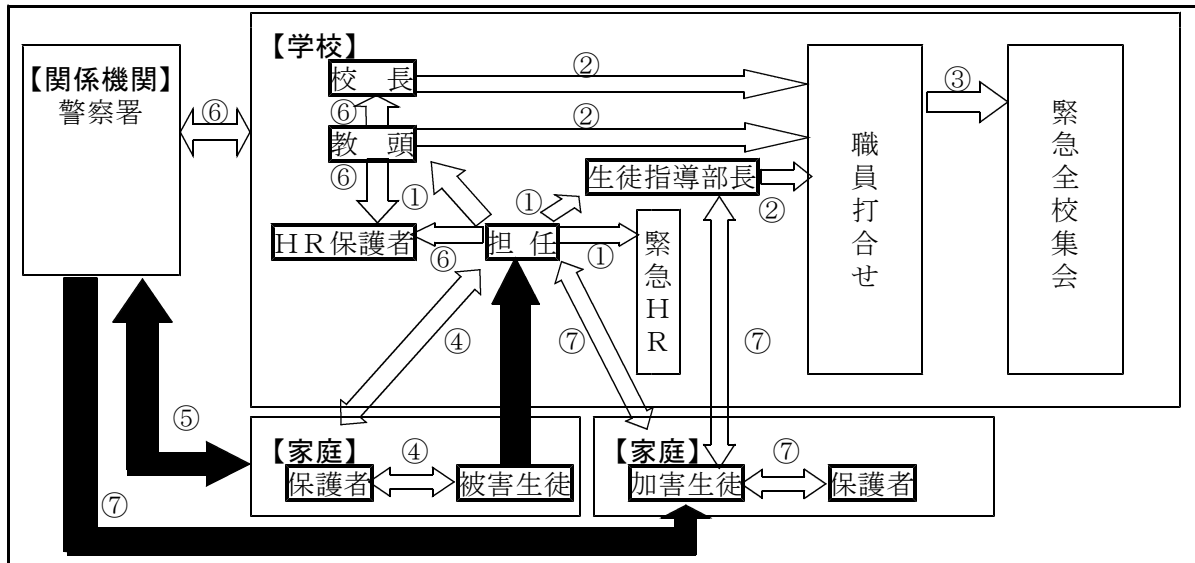 【学校】
【関係機関】
警察署
⑥
校　長
②
③
⑥
教　頭
②
⑥
①
①
生徒指導部長
②
ＨＲ保護者
⑥
担　任
①
緊急ＨＲ
職員打合せ
緊急全校集会
④
⑦
⑦
⑤
【家庭】
保護者
④
被害生徒
【家庭】
加害生徒
⑦
保護者
⑦